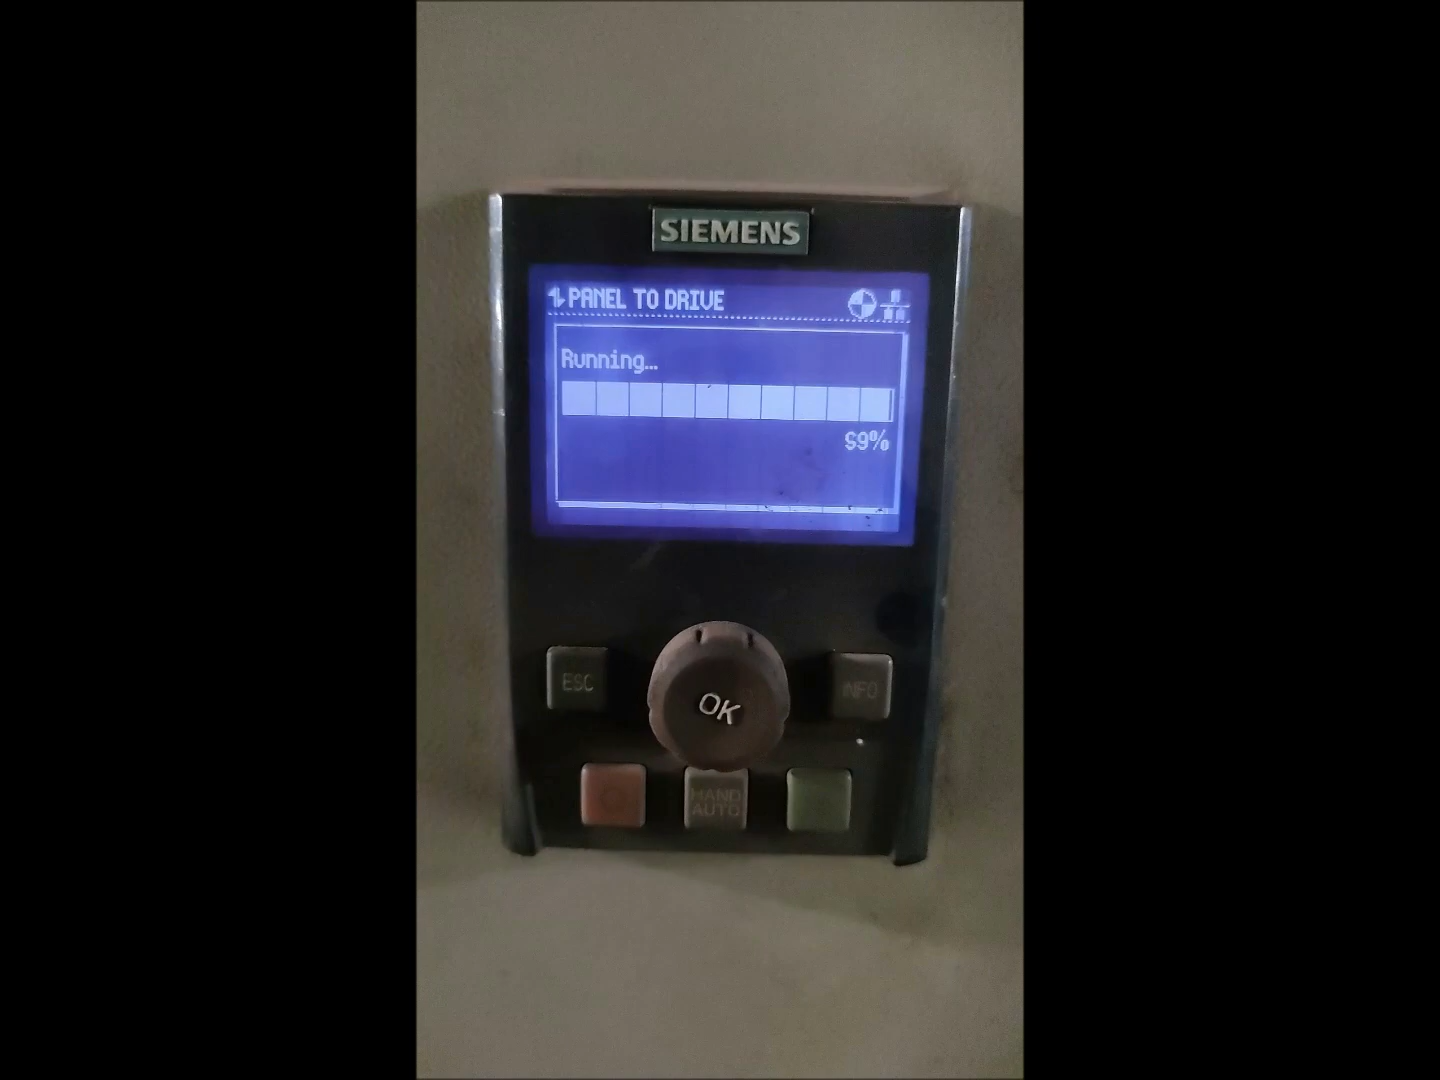 SIEMENS
PANEL TO DRIVE
Running...
99%
ESC
OK
INFO
HAND
AUTO